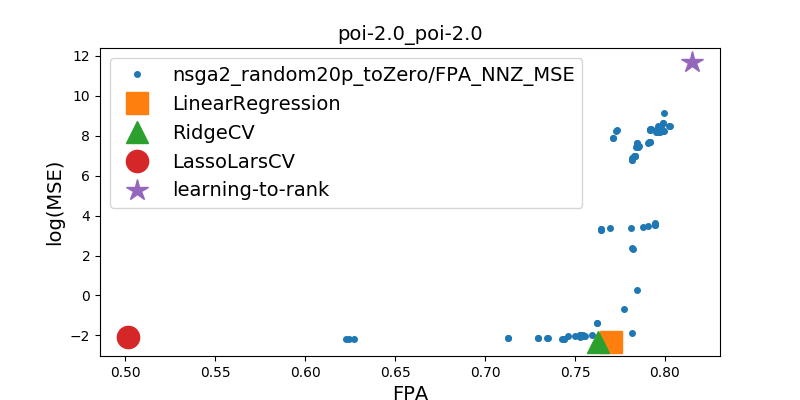 poi-2.0_poi-2.0
12
10
8
6
4
2
0
−2
log(MSE)
nsga2_random20p_toZero/FPA_NNZ_MSE
LinearRegression
RidgeCV
LassoLarsCV
learning-to-rank
0.50 0.55 0.60 0.65 0.70 0.75 0.80
FPA